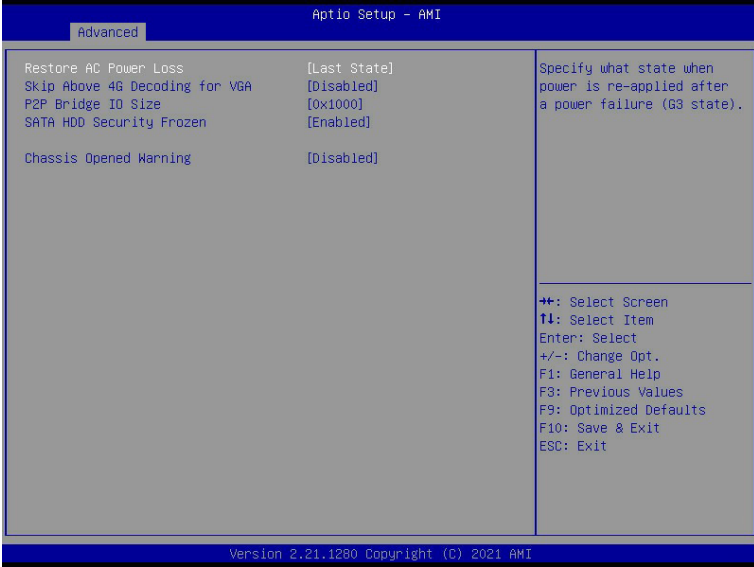 Aptio Setup - AMI
Advanced
Restore AC Power Loss [Last State]
Skip Above 4G Decoding for VGA [Disabled]
P2P Bridge IO Size [0x1000]
SATA HDD Security Frozen [Enabled]
Chassis Opened Warning [Disabled]
Specify what state when
power is re-applied after
a power failure (G3 state).
→←: Select Screen
↑↓: Select Item
Enter: Select
+/-: Change Opt.
F1: General Help
F3: Previous Values
F9: Optimized Defaults
F10: Save & Exit
ESC: Exit
Version 2.21.1280 Copyright (C) 2021 AMI